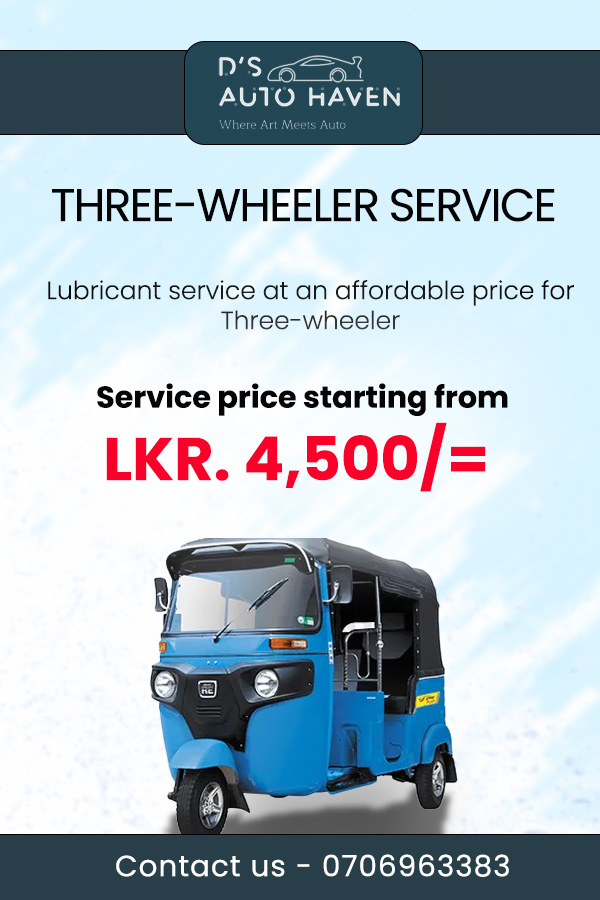 D'S
AUTO HAVEN
Where Art Meets Auto
THREE-WHEELER SERVICE
Lubricant service at an affordable price for
Three-wheeler
Service price starting from
LKR. 4,500/=
RE
Contact us - 0706963383